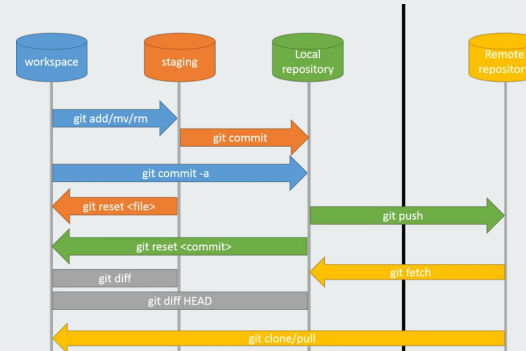 workspace
staging
Local
repository
Remote
repository
git add/mv/rm
git commit
git commit -a
git reset <file>
git push
git reset <commit>
git fetch
git diff
git diff HEAD
git clone/pull